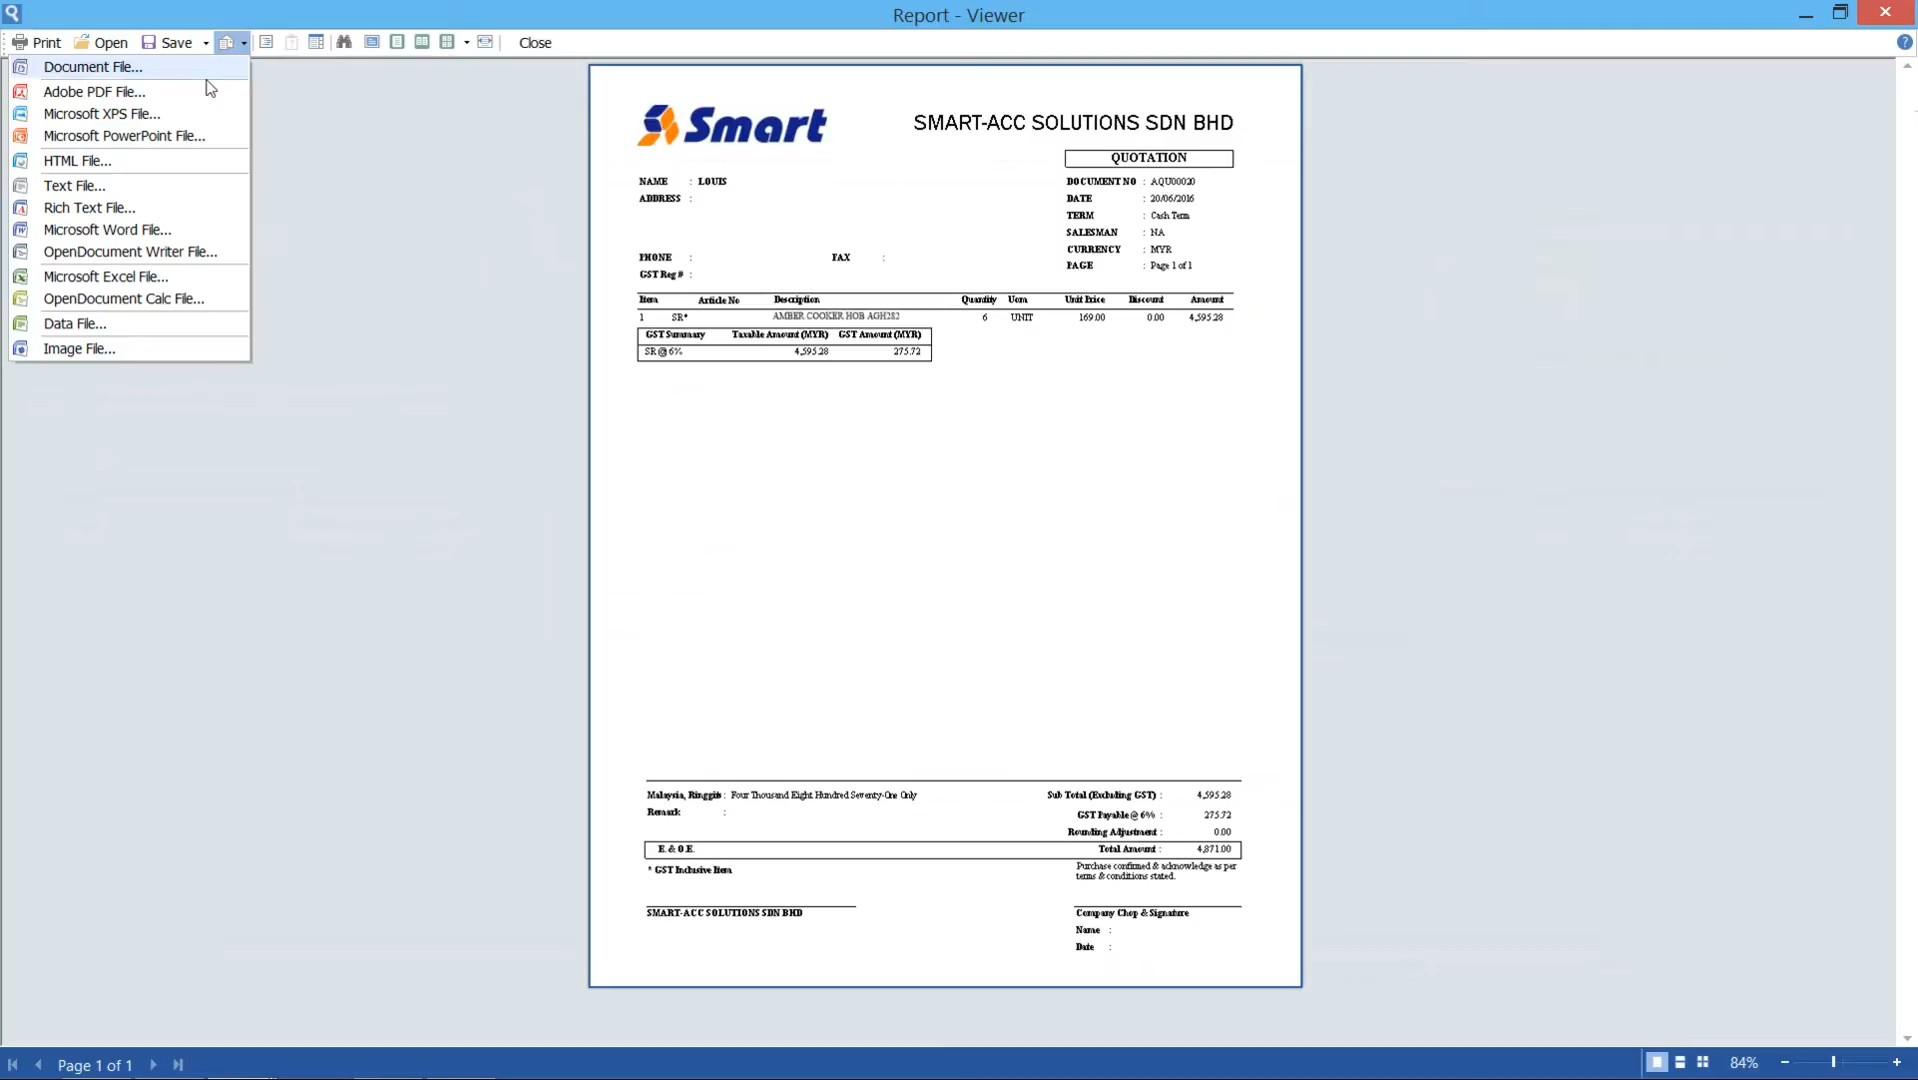 Report - Viewer
Print Open Save Close
Document File...
Adobe PDF File...
Microsoft XPS File...
Microsoft PowerPoint File...
HTML File...
Text File...
Rich Text File...
Microsoft Word File...
OpenDocument Writer File...
Microsoft Excel File...
OpenDocument Calc File...
Data File...
Image File...
Smart
SMART-ACC SOLUTIONS SDN BHD
QUOTATION
NAME : LOUIS
ADDRESS :
PHONE : FAX :
GST Reg # :
DOCUMENT NO : AQU00020
DATE : 20/06/2016
TERM : Cash Term
SALESMAN : NA
CURRENCY : MYR
PAGE : Page 1 of 1
Item Article No Description Quantity Uom Unit Price Discount Amount
1 SR* AMBER COOKER HOB AGH282 6 UNIT 169.00 0.00 4,595.28
GST Summary Taxable Amount (MYR) GST Amount (MYR)
SR @ 6% 4,595.28 275.72
Malaysia, Ringgits : Four Thousand Eight Hundred Seventy-One Only
Remark :
Sub Total (Excluding GST) : 4,595.28
GST Payable @ 6% : 275.72
Rounding Adjustment : 0.00
E. & O.E. Total Amount : 4,871.00
* GST Inclusive Item
Purchase confirmed & acknowledge as per
terms & conditions stated.
SMART-ACC SOLUTIONS SDN BHD
Company Chop & Signature
Name :
Date :
Page 1 of 1
84%